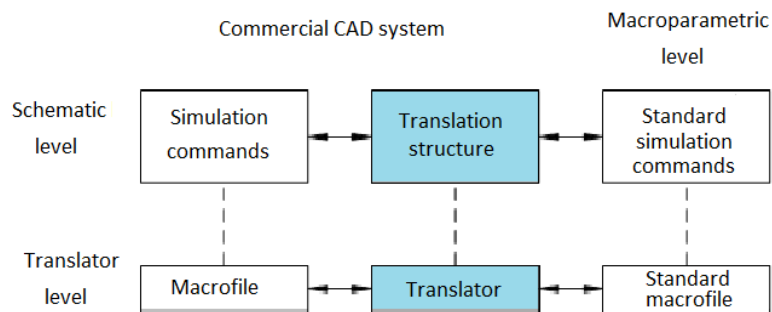 Commercial CAD system
Macroparametric
level
Schematic
level
Simulation
commands
Translation
structure
Standard
simulation
commands
Translator
level
Macrofile
Translator
Standard
macrofile